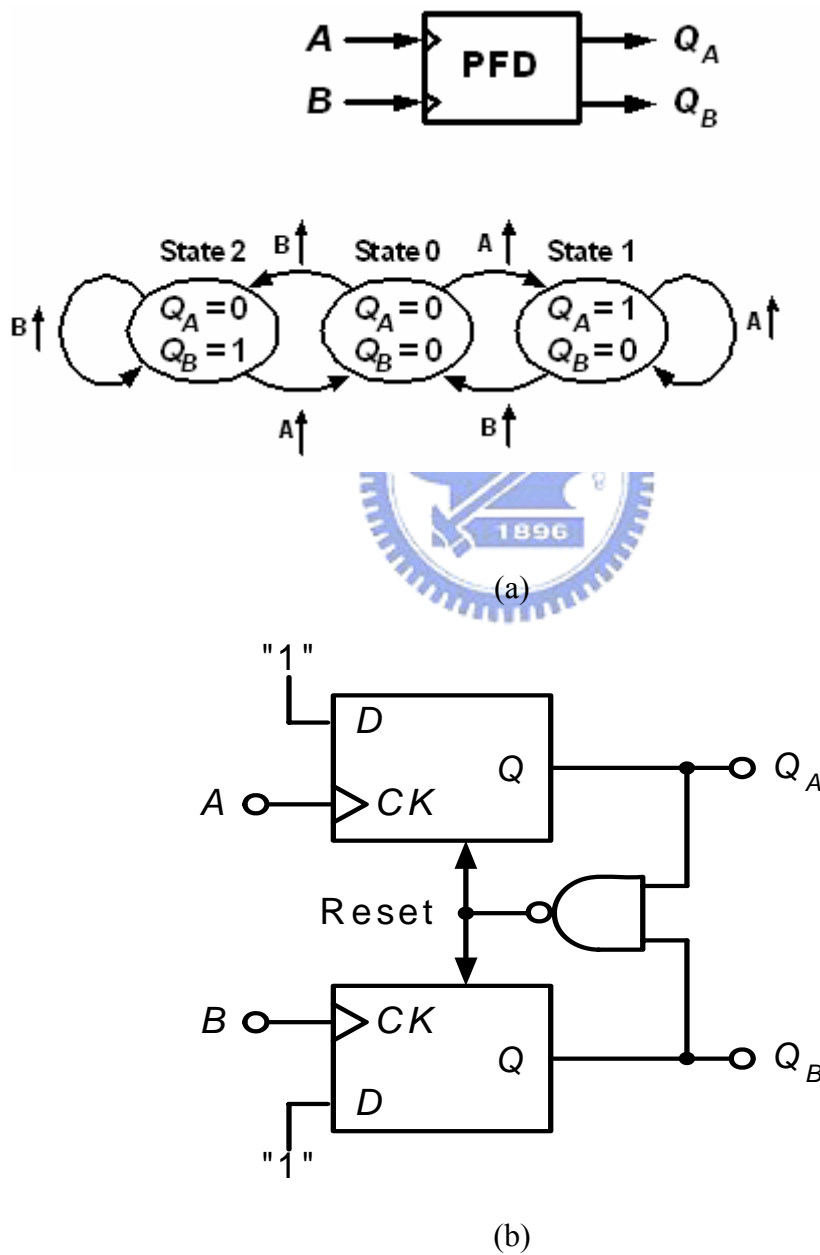 A PFD Q_A
B Q_B
State 2 B↑ State 0 A↑ State 1
B↑ Q_A = 0 Q_A = 0 Q_A = 1 A↑
Q_B = 1 Q_B = 0 Q_B = 0
A↑ B↑
1896
(a)
"1"
D
Q Q_A
A CK
Reset
B CK
Q Q_B
D
"1"
(b)